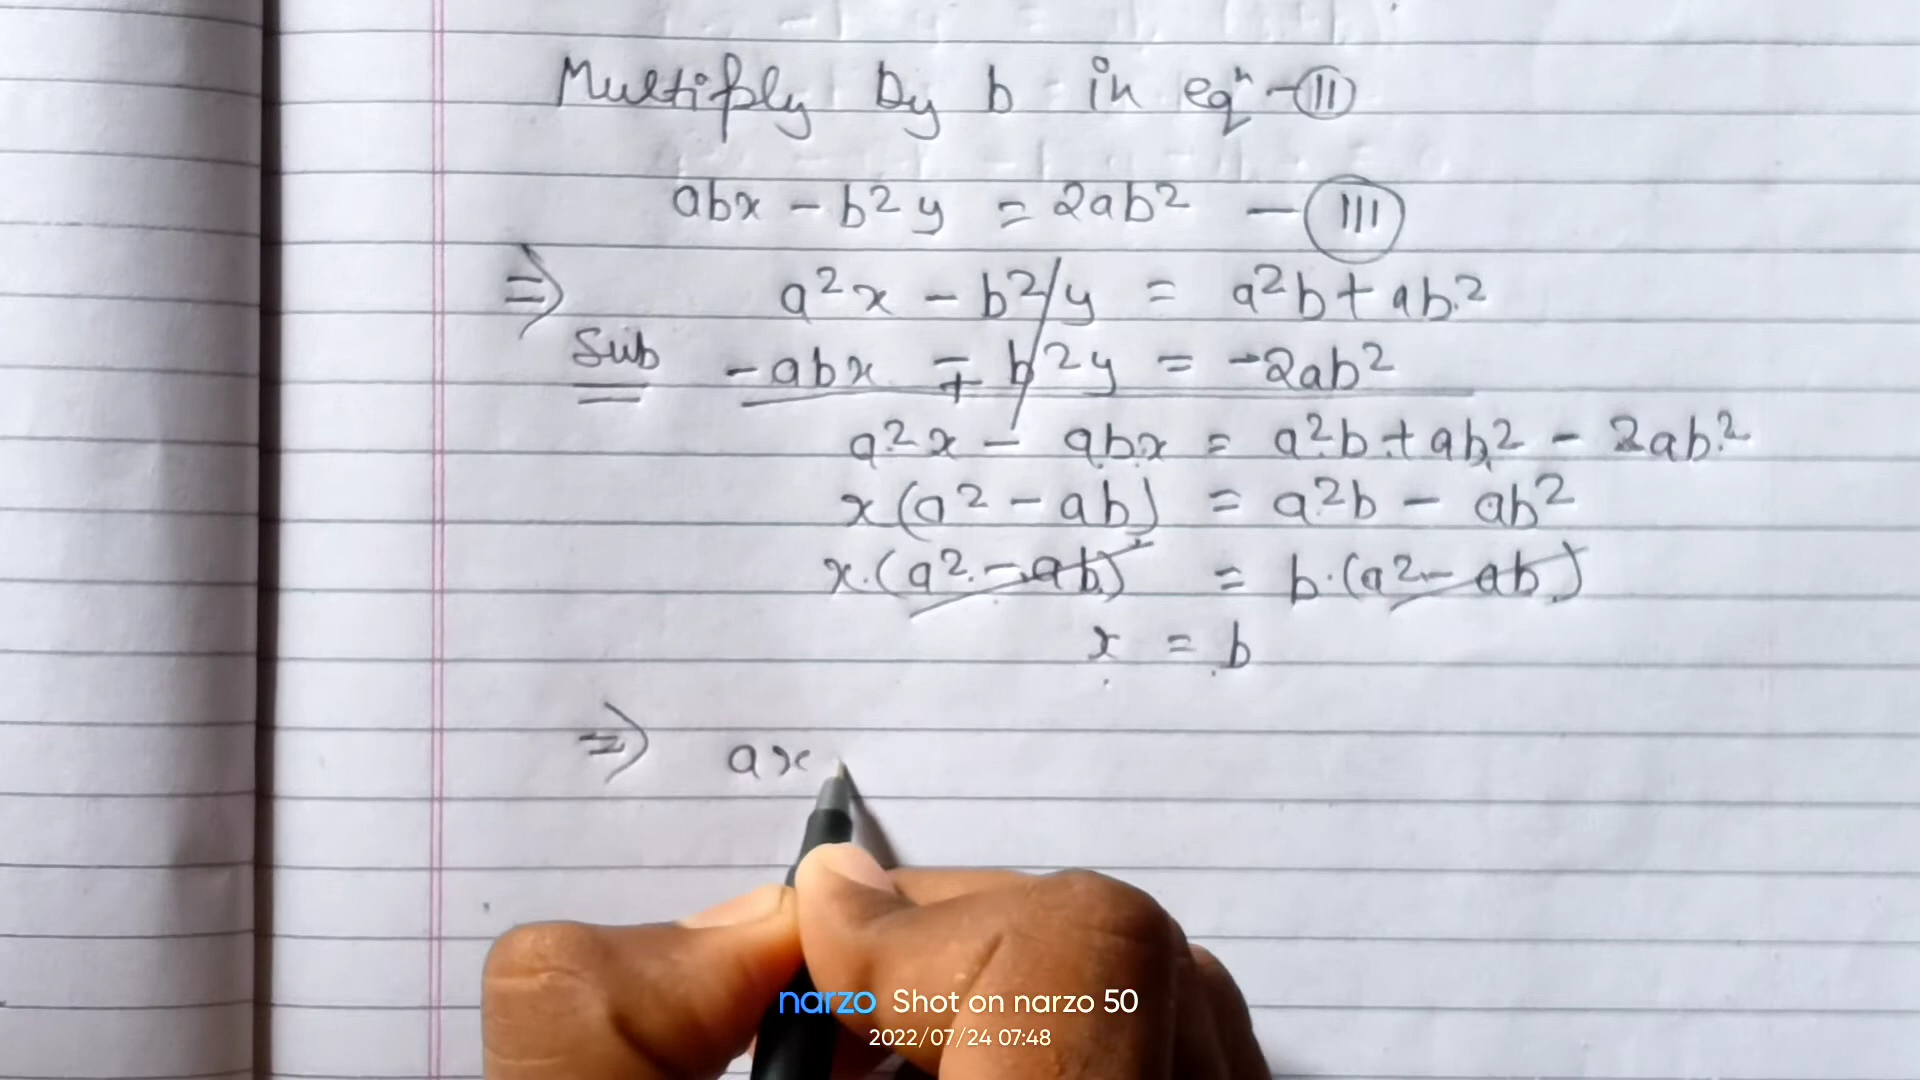 Multiply by b in eqⁿ - (II)
abx - b²y = 2ab² - (III)
⇒ a²x - b²y = a²b + ab²
Sub - abx ∓ b²y = -2ab²
a²x - abx = a²b + ab² - 2ab²
x(a² - ab) = a²b - ab²
x.(a² - ab) = b.(a² - ab)
x = b
⇒ ax
narzo Shot on narzo 50
2022/07/24 07:48